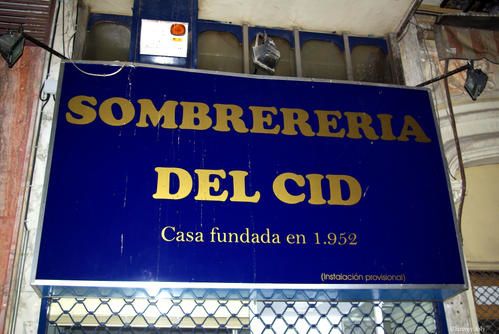 SOMBRERERIA
DEL CID
Casa fundada en 1.952
(Instalación provisional)